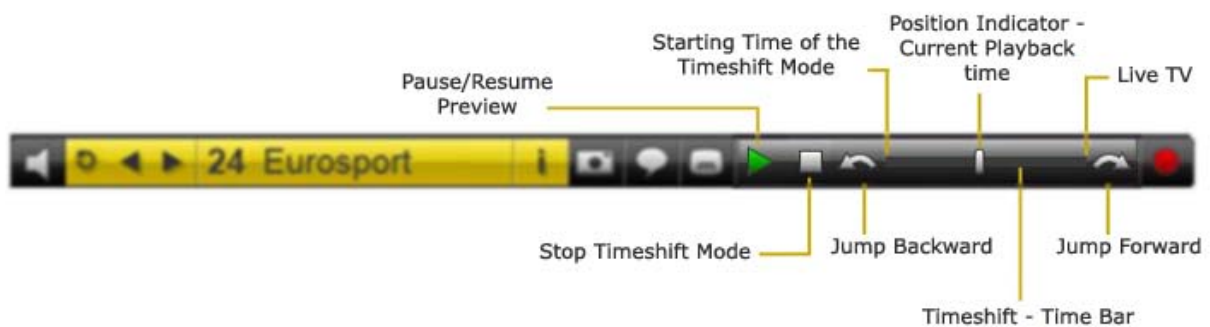 Position Indicator -
Current Playback
time
Starting Time of the
Timeshift Mode
Live TV
Pause/Resume
Preview
24 Eurosport i
Stop Timeshift Mode
Jump Backward
Jump Forward
Timeshift - Time Bar